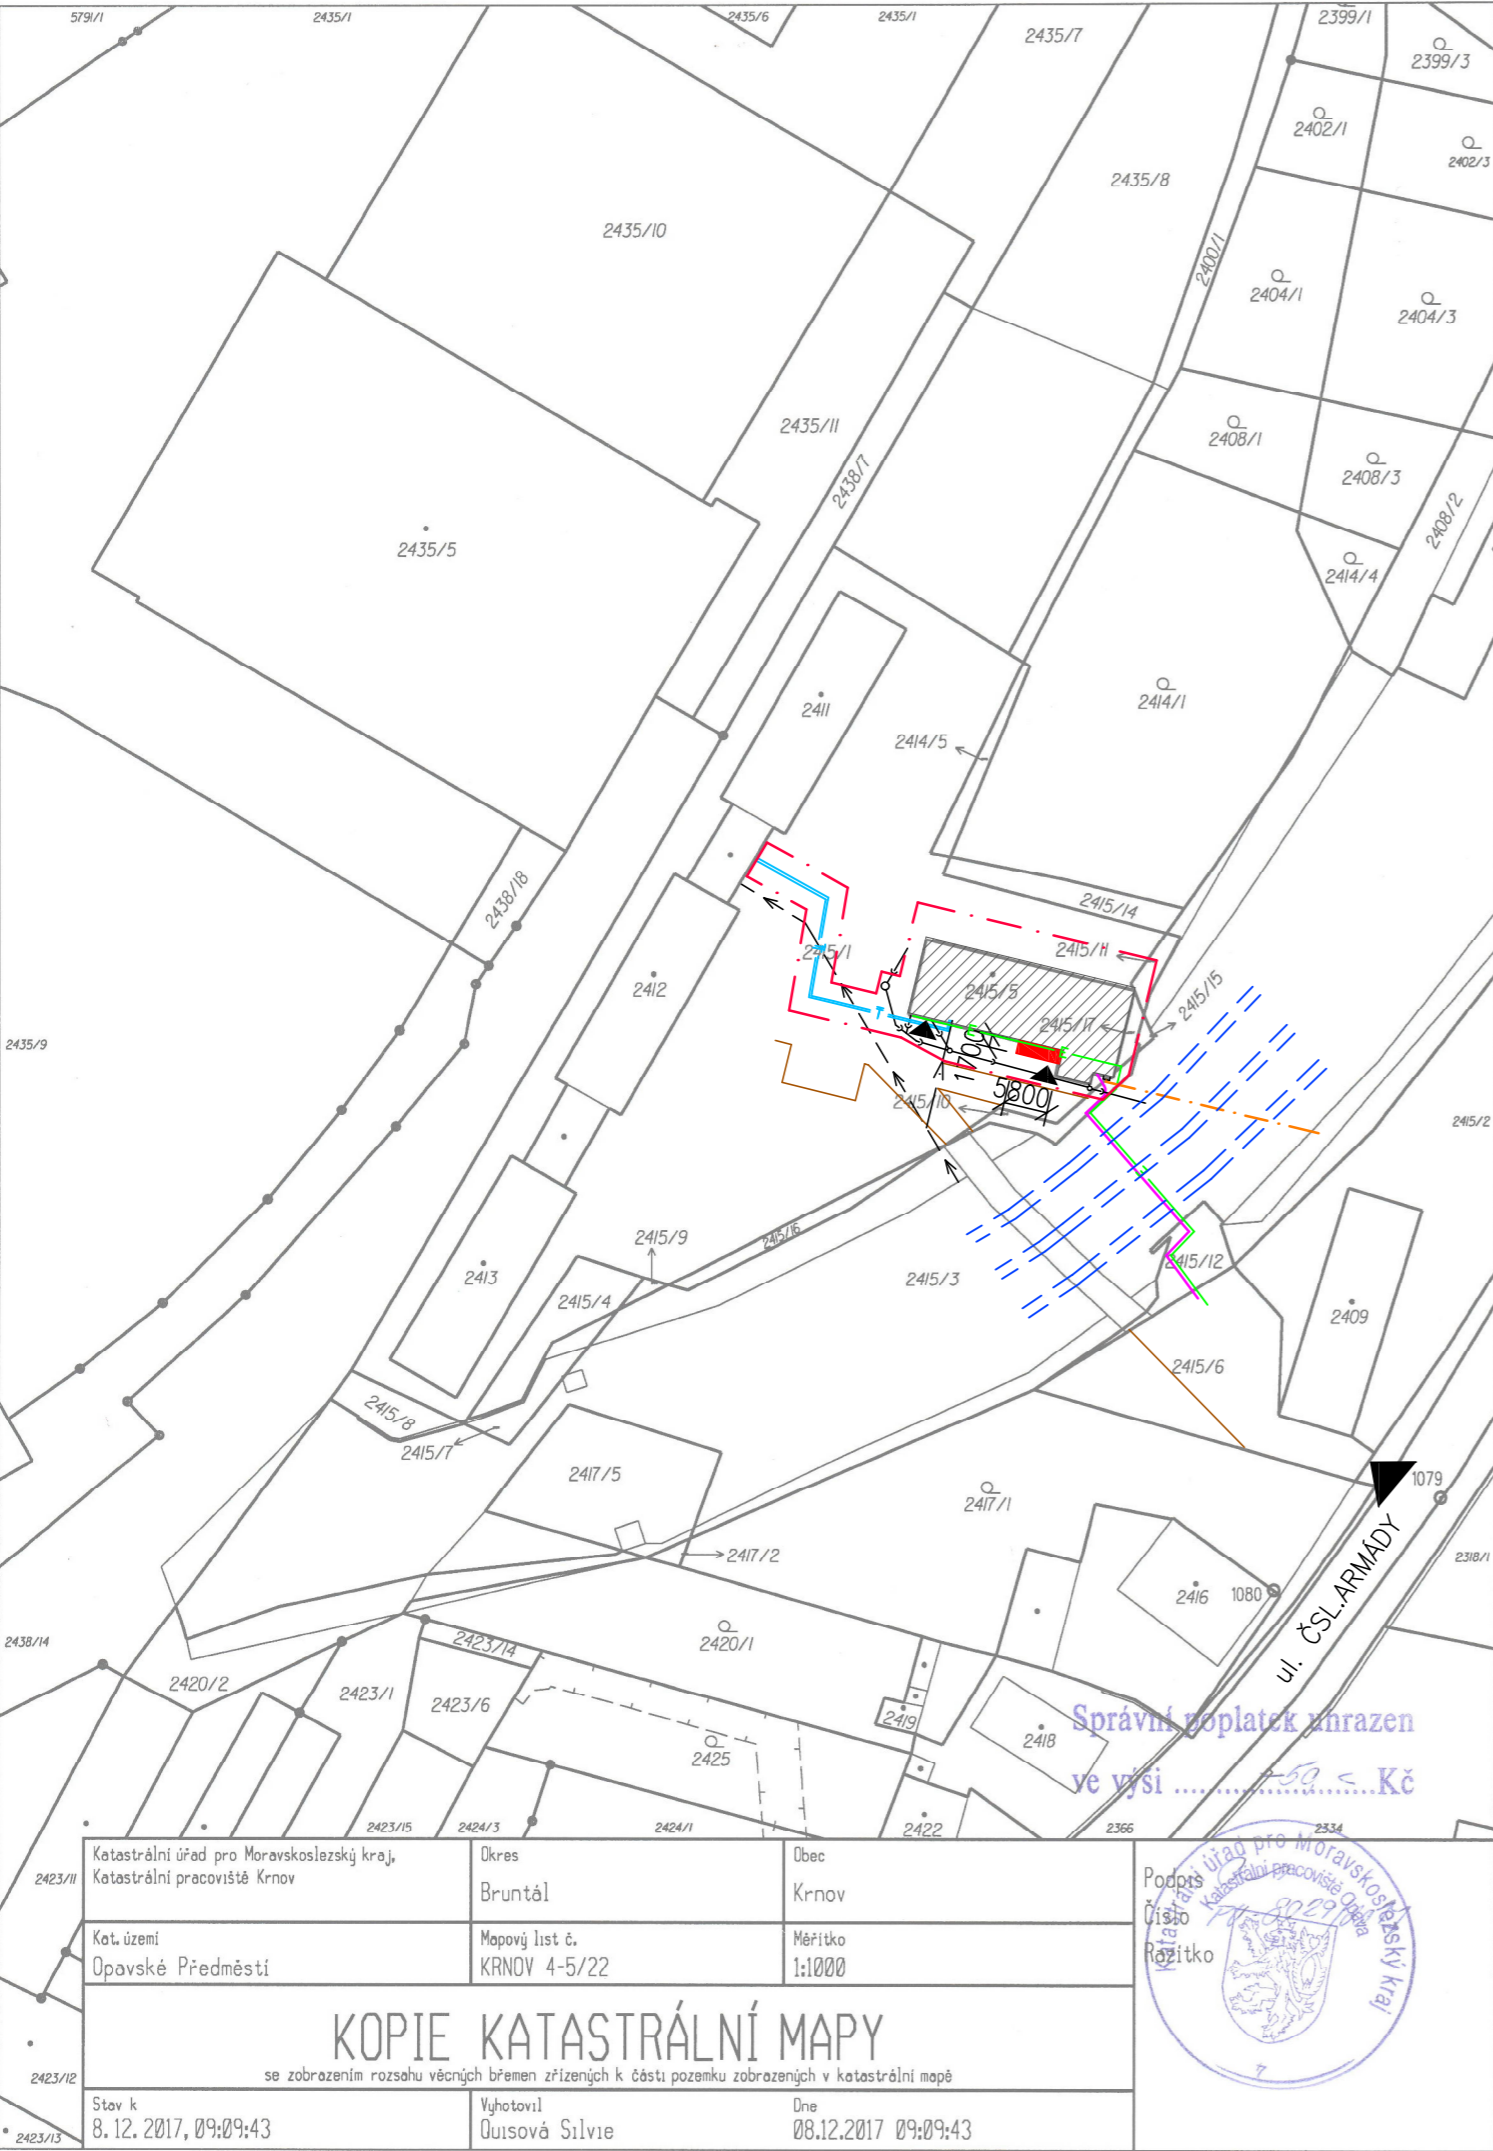 5791/1
2435/1
2435/6
2435/1
2435/7
2399/1
2399/3
2402/1
2402/3
2435/8
2435/10
2400/1
2404/1
2404/3
2435/11
2408/1
2438/7
2408/3
2408/2
2435/5
2414/4
2411
2414/1
2414/5
2438/18
2415/14
2415/1
2415/11
2412
2415/5
2415/15
T
E
2415/17
1700
E
2435/9
5800
2415/10
2415/2
2415/9
2415/16
2413
2415/3
2415/12
2415/4
2409
2415/6
2415/8
2415/7
2417/5
2417/1
1079
2417/2
2318/1
2416
1080
ul. ČSL.ARMÁDY
2438/14
2423/14
2420/1
2420/2
2423/1
2423/6
2419
2418
2425
Správní poplatek uhrazen
ve výši ........50........ Kč
2423/15
2424/3
2424/1
2422
2366
2334
2423/11
Katastrální úřad pro Moravskoslezský kraj,
Katastrální pracoviště Krnov
Okres
Bruntál
Obec
Krnov
Podpis
Číslo
Razítko
Katastrální úřad pro Moravskoslezský kraj
Katastrální pracoviště Opava
7
Kat. území
Opavské Předměstí
Mapový list č.
KRNOV 4-5/22
Měřítko
1:1000
KOPIE KATASTRÁLNÍ MAPY
se zobrazením rozsahu věcných břemen zřízených k části pozemku zobrazených v katastrální mapě
2423/12
Stav k
8.12.2017, 09:09:43
Vyhotovil
Quisová Silvie
Dne
08.12.2017 09:09:43
2423/13